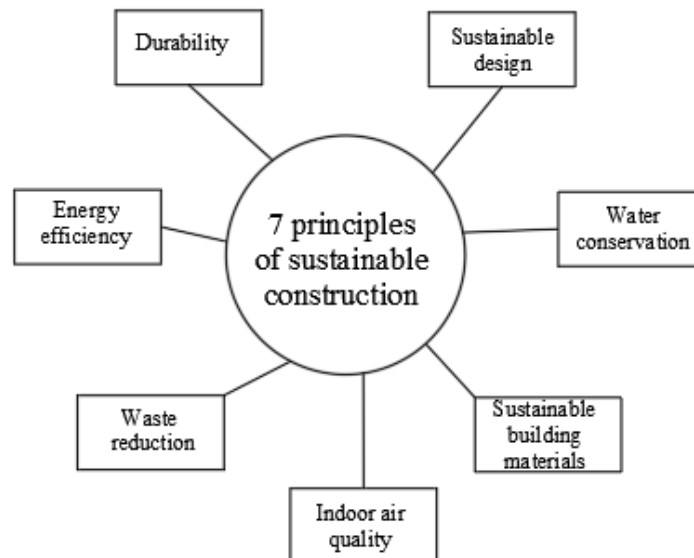 Durability
Sustainable
design
Energy
efficiency
7 principles
of sustainable
construction
Water
conservation
Waste
reduction
Sustainable
building
materials
Indoor air
quality